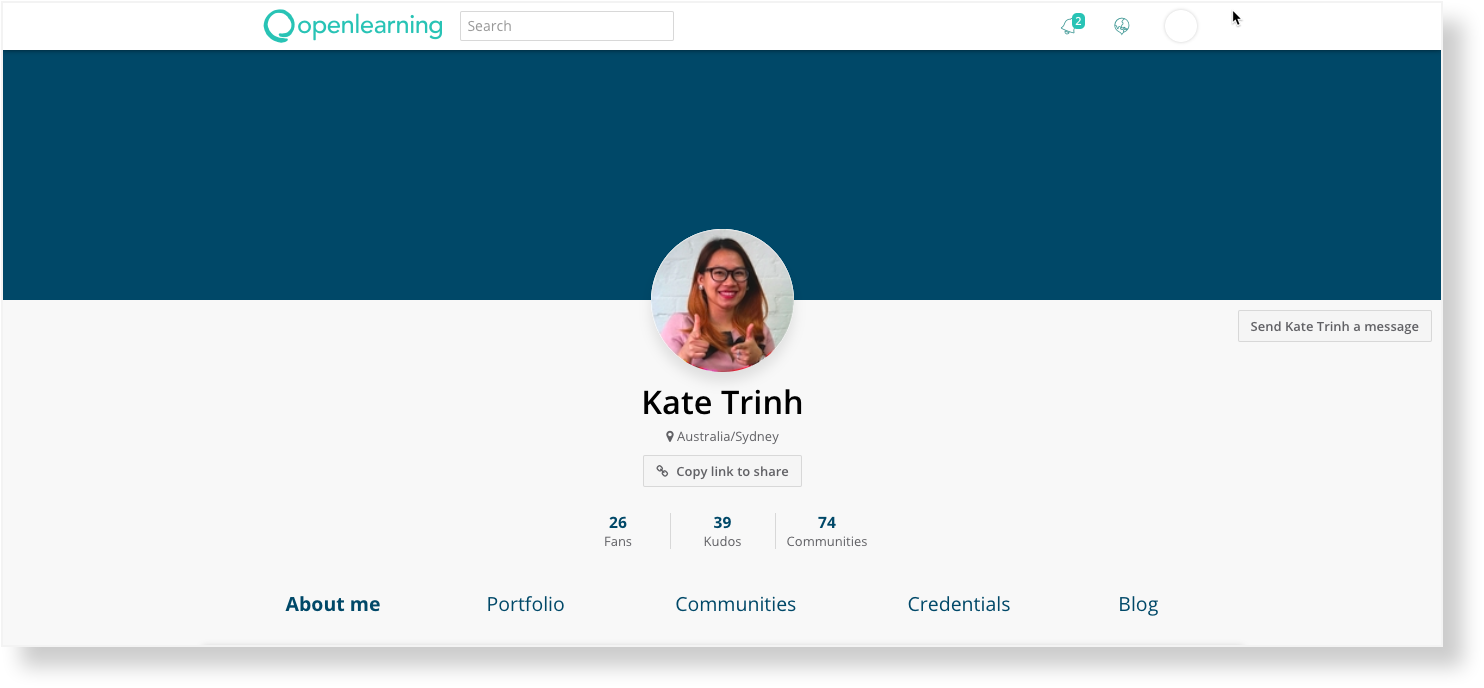 openlearning
Search
2
Send Kate Trinh a message
Kate Trinh
Australia/Sydney
Copy link to share
26 39 74
Fans Kudos Communities
About me Portfolio Communities Credentials Blog